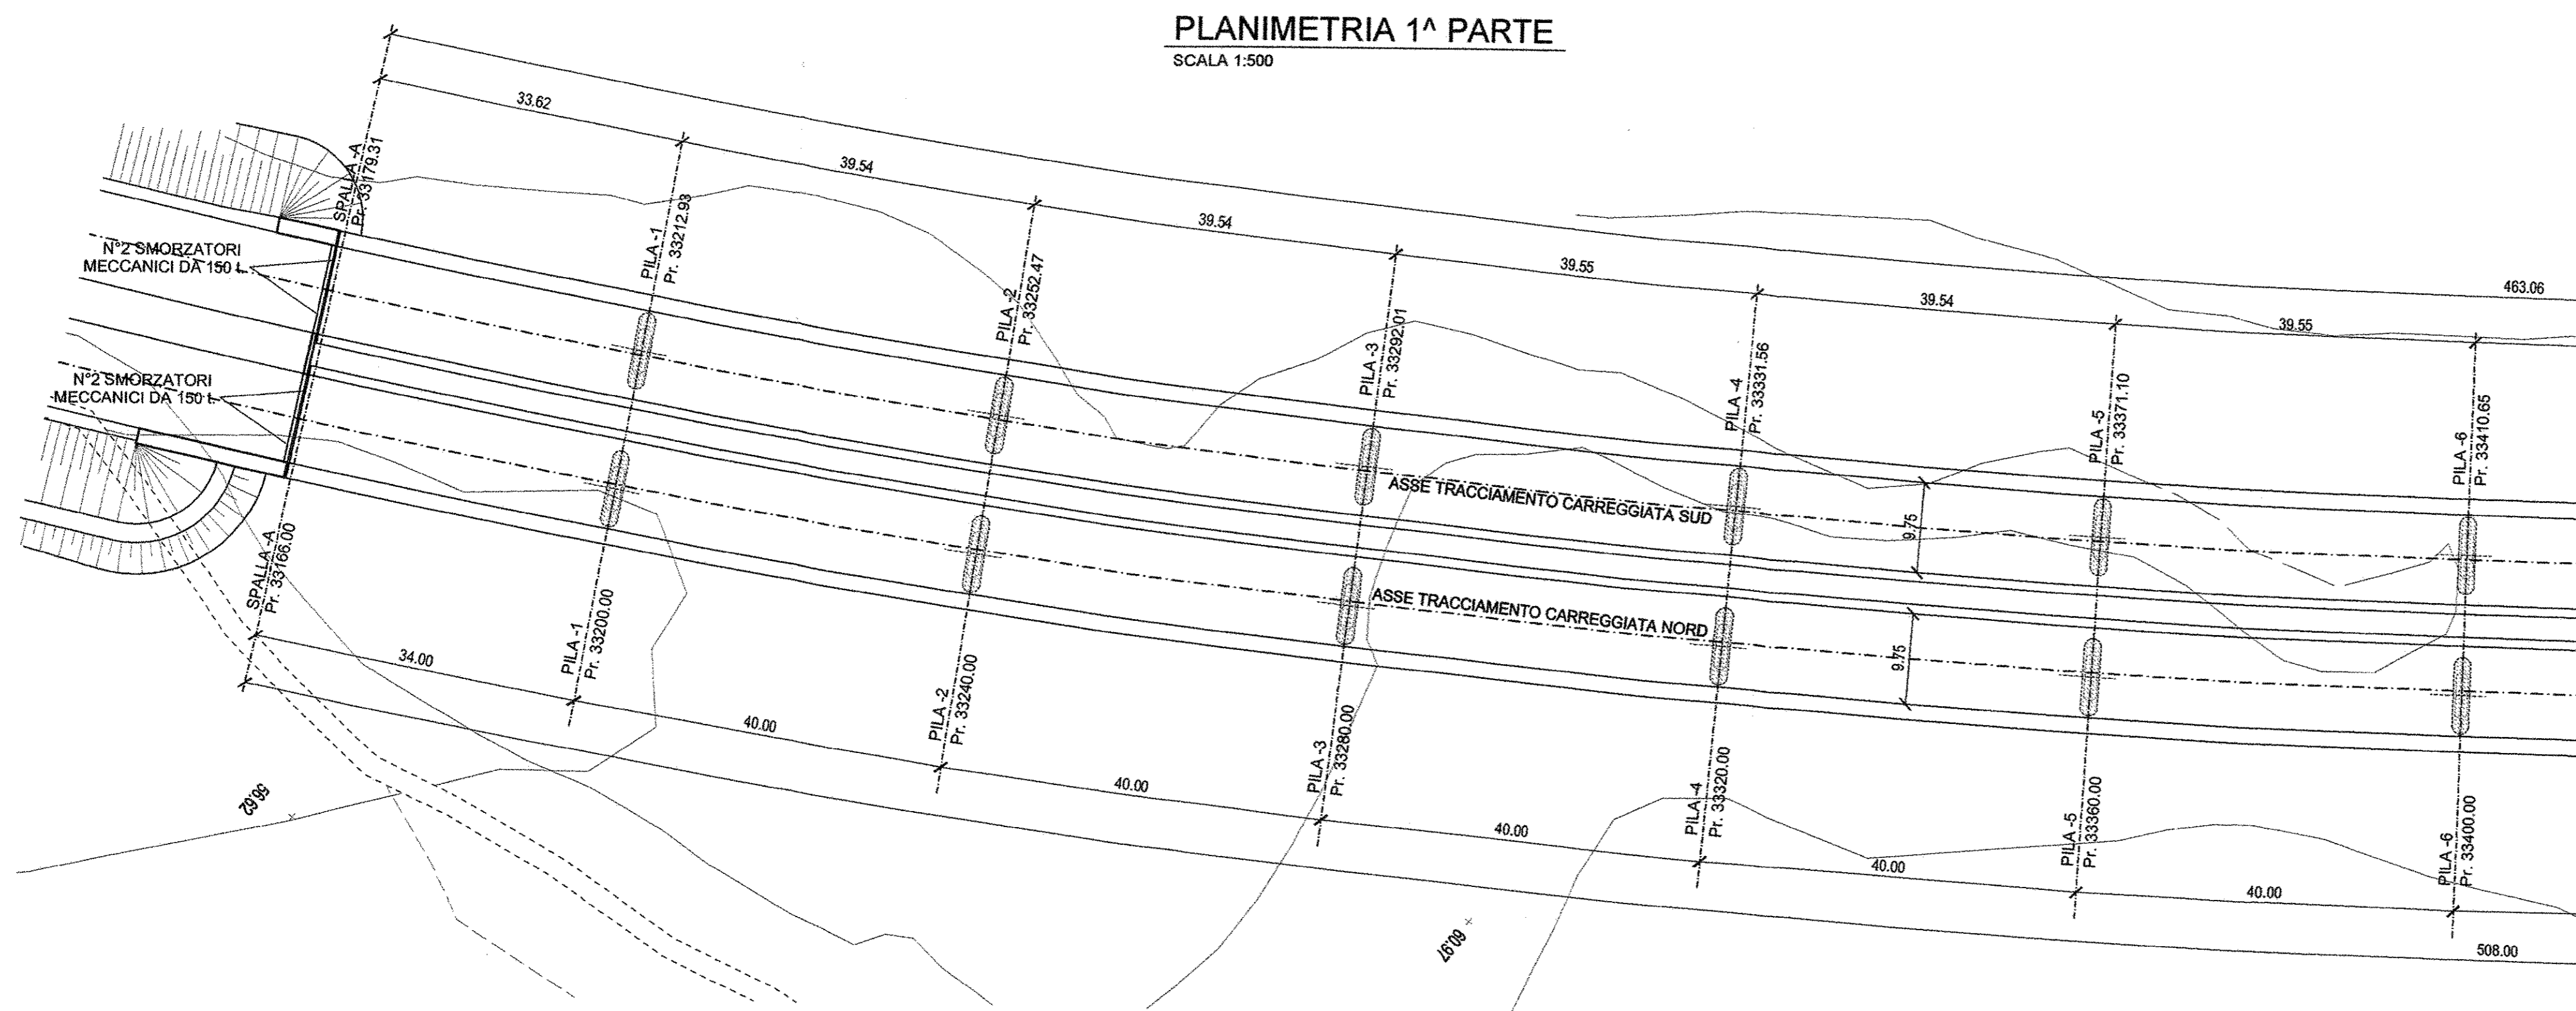 PLANIMETRIA 1^ PARTE
SCALA 1:500
33.62
39.54
39.54
39.55
39.54
39.55
463.06
SPALLA -A
Pr. 33179.31
PILA -1
Pr. 33212.93
PILA -2
Pr. 33252.47
PILA -3
Pr. 33292.01
PILA -4
Pr. 33331.56
PILA -5
Pr. 33371.10
PILA -6
Pr. 33410.65
N°2 SMORZATORI
MECCANICI DA 150 t.
N°2 SMORZATORI
MECCANICI DA 150 t.
ASSE TRACCIAMENTO CARREGGIATA SUD
9.75
ASSE TRACCIAMENTO CARREGGIATA NORD
9.75
SPALLA -A
Pr. 33166.00
PILA -1
Pr. 33200.00
PILA -2
Pr. 33240.00
PILA -3
Pr. 33280.00
PILA -4
Pr. 33320.00
PILA -5
Pr. 33360.00
PILA -6
Pr. 33400.00
34.00
40.00
40.00
40.00
40.00
40.00
508.00
56.62
60.97